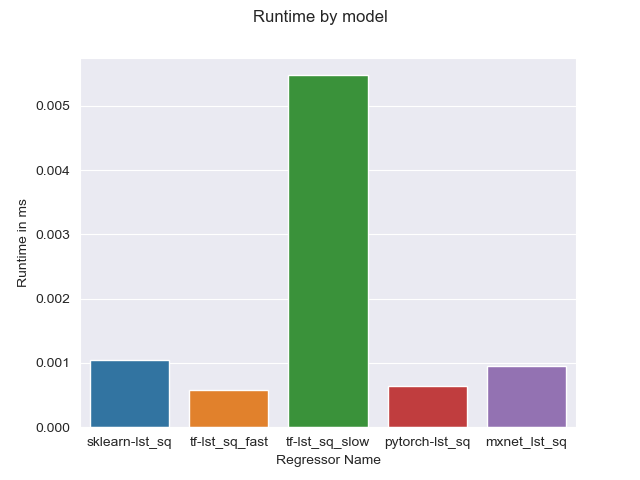 Runtime by model
Runtime in ms
0.005
0.004
0.003
0.002
0.001
0.000
sklearn-lst_sq tf-lst_sq_fast tf-lst_sq_slow pytorch-lst_sq mxnet_lst_sq
Regressor Name